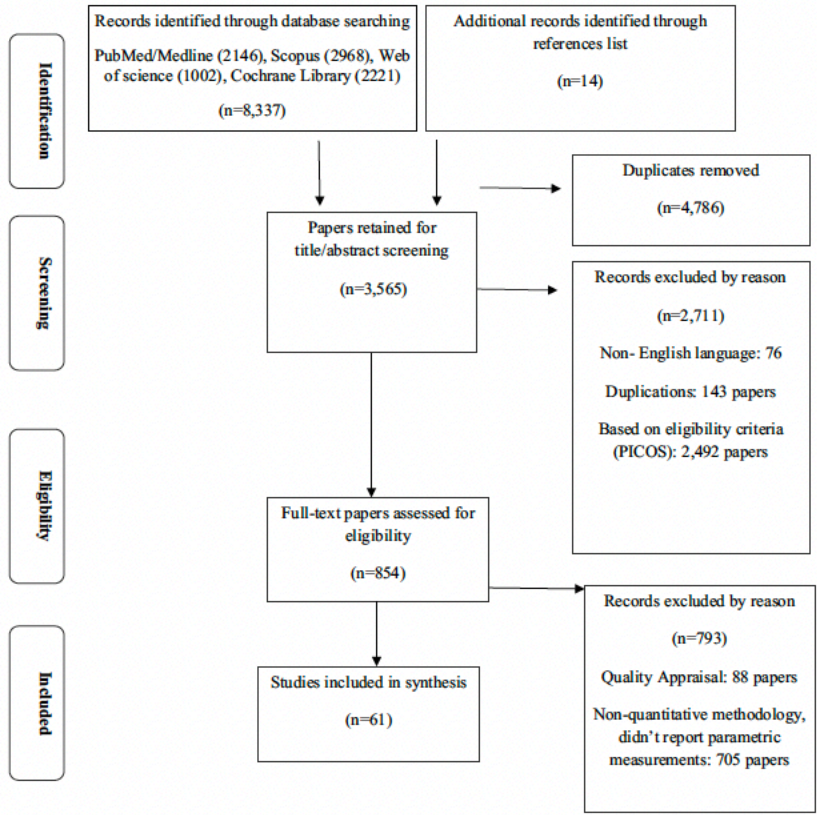 Records identified through database searching
PubMed/Medline (2146), Scopus (2968), Web
of science (1002), Cochrane Library (2221)
(n=8,337)
Additional records identified through
references list
(n=14)
Identification
Duplicates removed
(n=4,786)
Screening
Papers retained for
title/abstract screening
(n=3,565)
Records excluded by reason
(n=2,711)
Non- English language: 76
Duplications: 143 papers
Based on eligibility criteria
(PICOS): 2,492 papers
Eligibility
Full-text papers assessed for
eligibility
(n=854)
Records excluded by reason
(n=793)
Quality Appraisal: 88 papers
Non-quantitative methodology,
didn't report parametric
measurements: 705 papers
Included
Studies included in synthesis
(n=61)